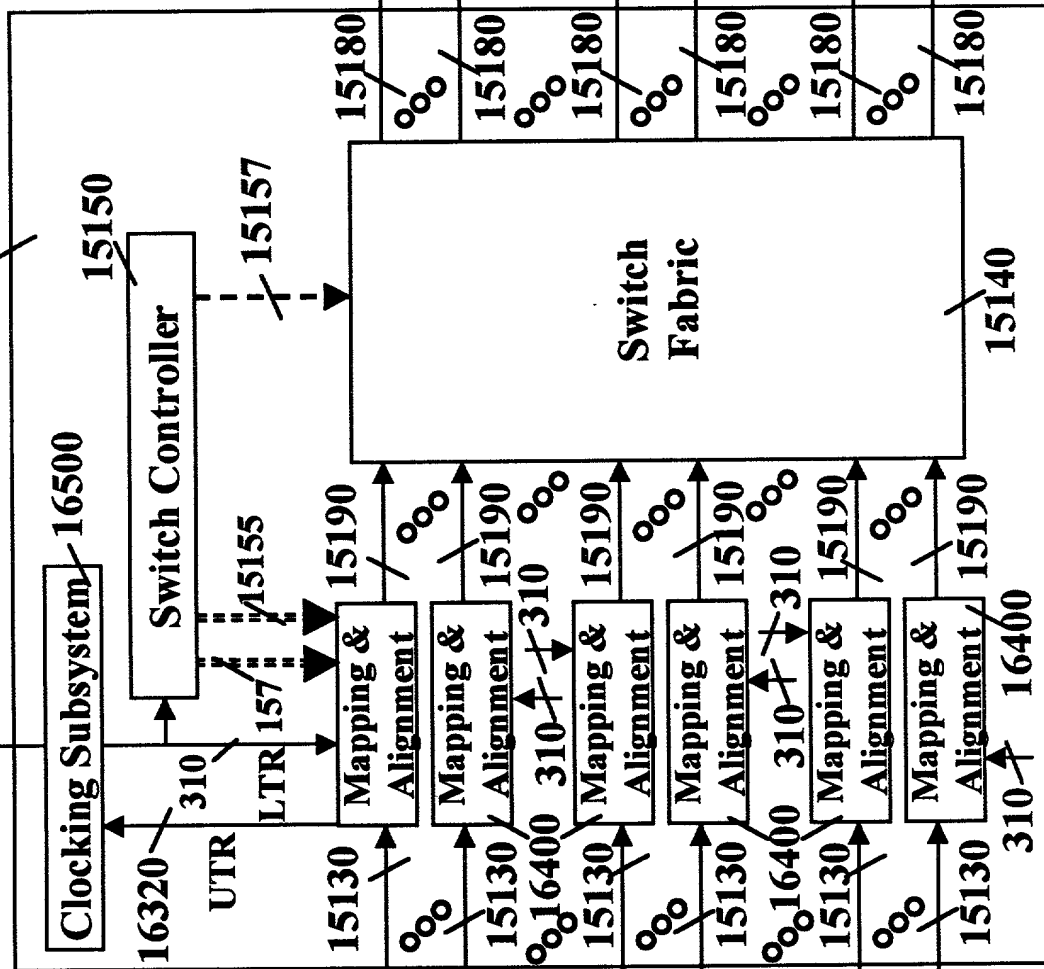 15180
15180
15180
15180
15180
15180
15150
15157
Switch Controller
Switch
Fabric
15140
Clocking Subsystem
16500
15155
157
310
LTR
16320
UTR
15190
15190
15190
15190
15190
15190
Mapping &
Alignment
Mapping &
Alignment
Mapping &
Alignment
Mapping &
Alignment
Mapping &
Alignment
Mapping &
Alignment
310
310
310
310
310
16400
16400
16400
15130
15130
15130
15130
15130
15130